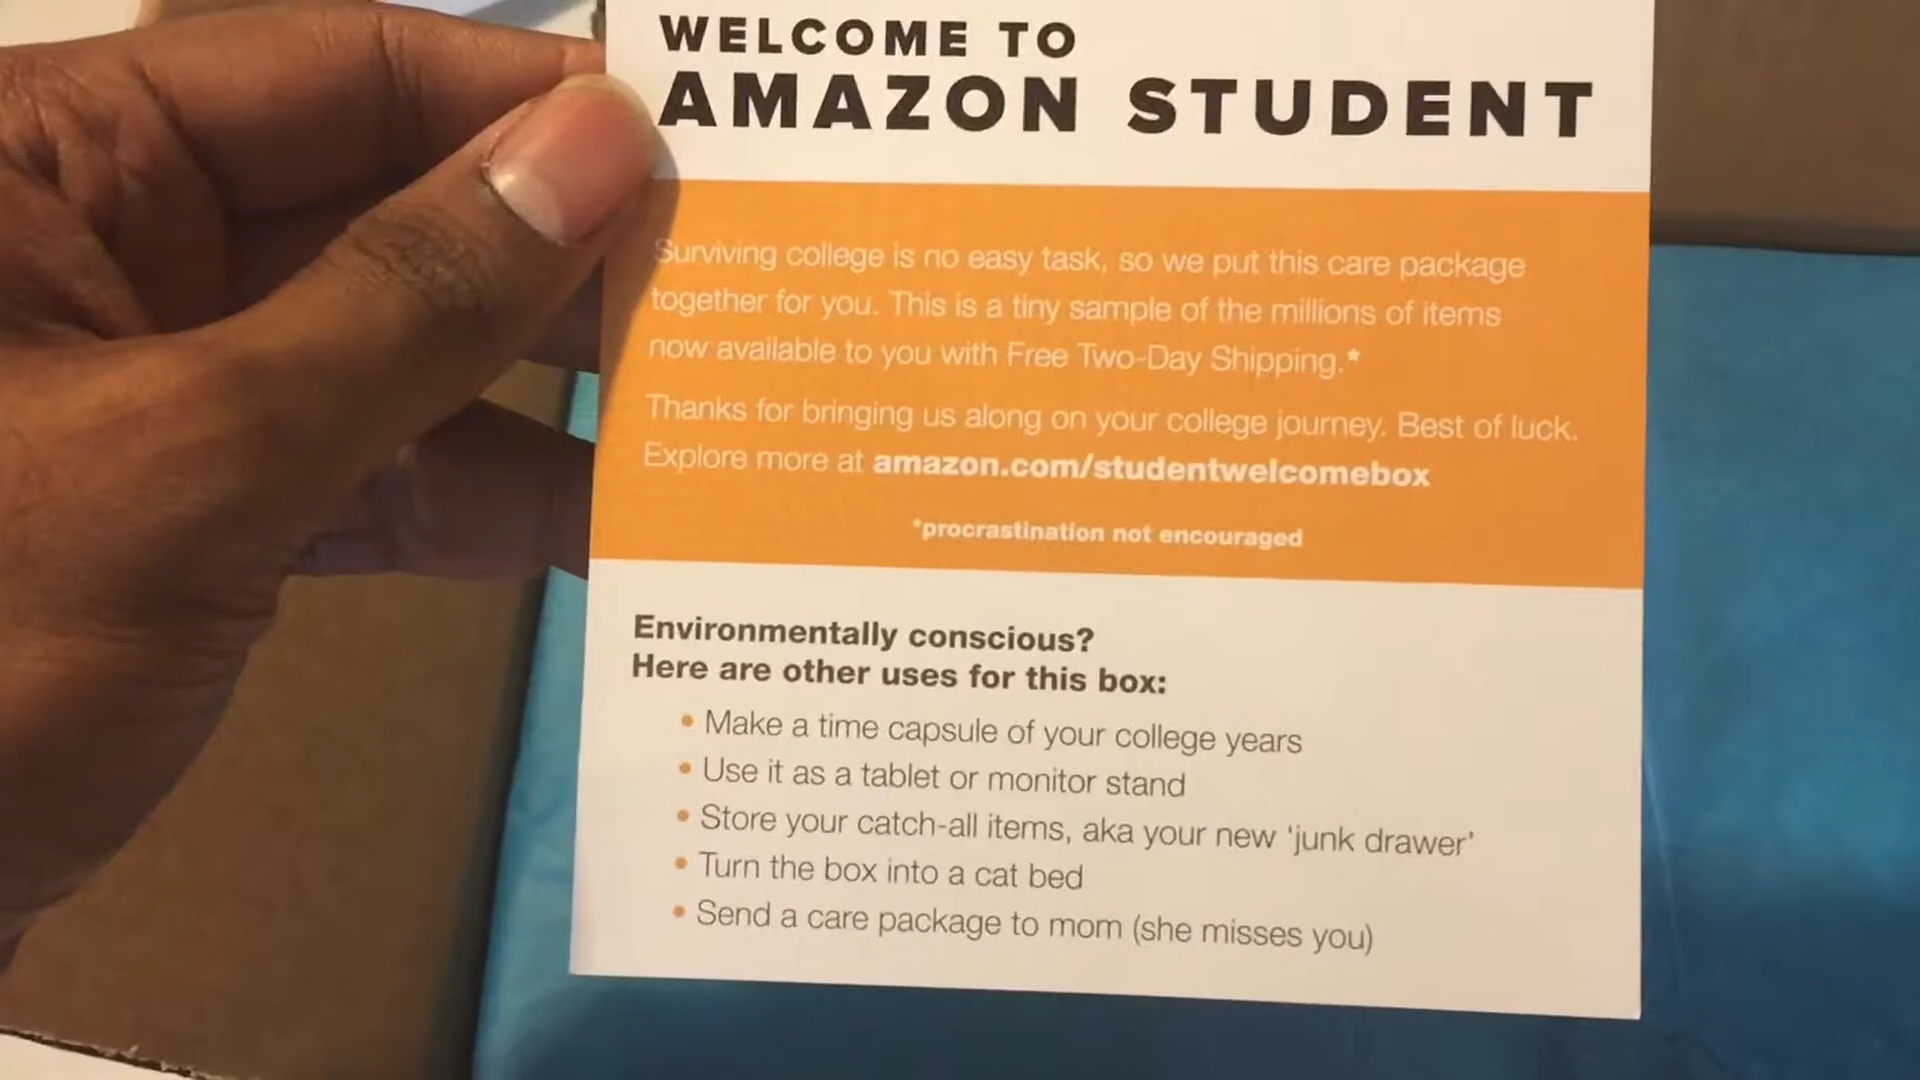 WELCOME TO
AMAZON STUDENT
Surviving college is no easy task, so we put this care package
together for you. This is a tiny sample of the millions of items
now available to you with Free Two-Day Shipping.*
Thanks for bringing us along on your college journey. Best of luck.
Explore more at amazon.com/studentwelcomebox
*procrastination not encouraged
Environmentally conscious?
Here are other uses for this box:
• Make a time capsule of your college years
• Use it as a tablet or monitor stand
• Store your catch-all items, aka your new 'junk drawer'
• Turn the box into a cat bed
• Send a care package to mom (she misses you)